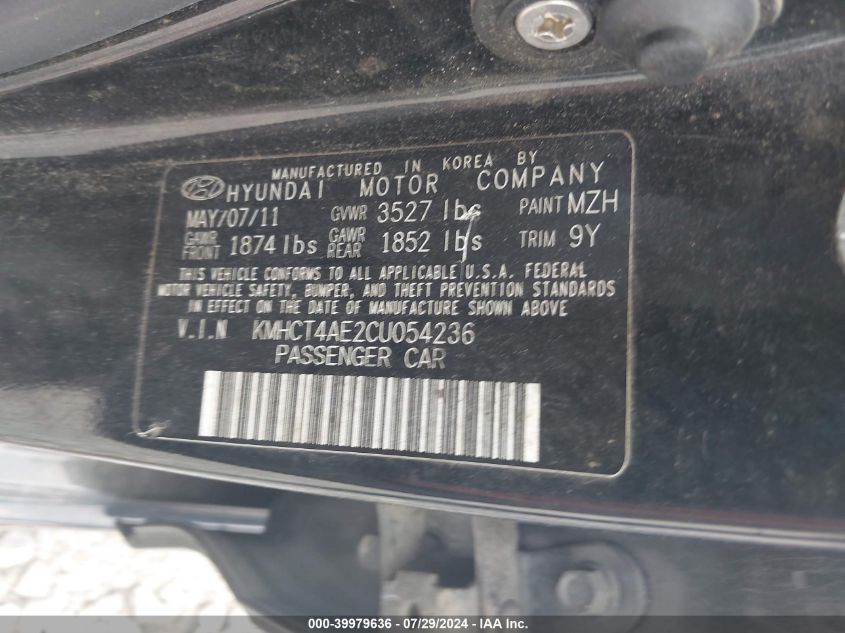 MANUFACTURED IN KOREA BY
HYUNDAI MOTOR COMPANY
MAY/07/11 GVWR 3527 lbs PAINT MZH
GAWR FRONT 1874 lbs GAWR REAR 1852 lbs TRIM 9Y
THIS VEHICLE CONFORMS TO ALL APPLICABLE U.S.A. FEDERAL
MOTOR VEHICLE SAFETY, BUMPER, AND THEFT PREVENTION STANDARDS
IN EFFECT ON THE DATE OF MANUFACTURE SHOWN ABOVE
V.I.N KMHCT4AE2CU054236
PASSENGER CAR
000-39979636 - 07/29/2024 - IAA Inc.